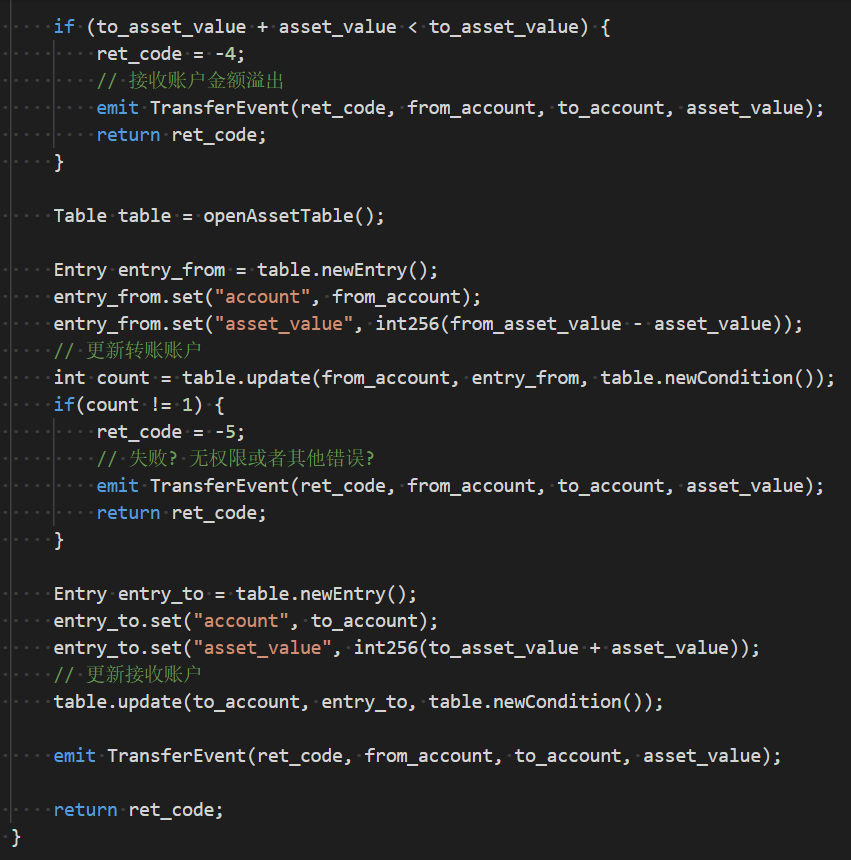 if (to_asset_value + asset_value < to_asset_value) {
ret_code = -4;
// 接收账户金额溢出
emit TransferEvent(ret_code, from_account, to_account, asset_value);
return ret_code;
}
Table table = openAssetTable();
Entry entry_from = table.newEntry();
entry_from.set("account", from_account);
entry_from.set("asset_value", int256(from_asset_value - asset_value));
// 更新转账账户
int count = table.update(from_account, entry_from, table.newCondition());
if(count != 1) {
ret_code = -5;
// 失败? 无权限或者其他错误?
emit TransferEvent(ret_code, from_account, to_account, asset_value);
return ret_code;
}
Entry entry_to = table.newEntry();
entry_to.set("account", to_account);
entry_to.set("asset_value", int256(to_asset_value + asset_value));
// 更新接收账户
table.update(to_account, entry_to, table.newCondition());
emit TransferEvent(ret_code, from_account, to_account, asset_value);
return ret_code;
}